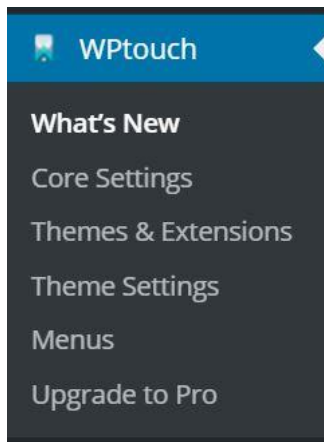 WPtouch
What's New
Core Settings
Themes & Extensions
Theme Settings
Menus
Upgrade to Pro